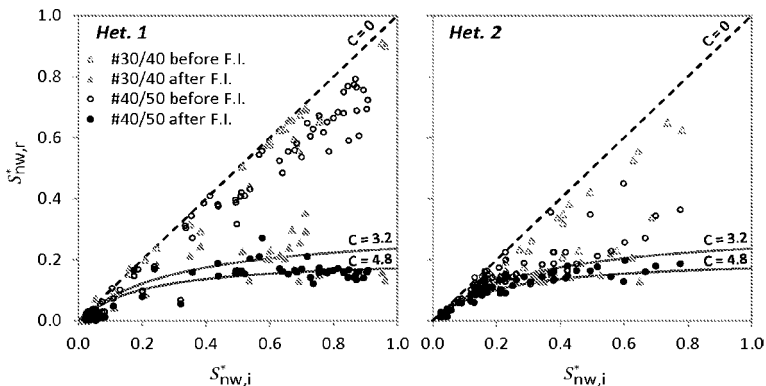 Het. 1
Het. 2
C = 0
C = 0
#30/40 before F.I.
#30/40 after F.I.
#40/50 before F.I.
#40/50 after F.I.
1.0
0.8
0.6
0.4
0.2
0.0
S*nw,r
C = 3.2
C = 4.8
C = 3.2
C = 4.8
0.0 0.2 0.4 0.6 0.8 1.0
0.0 0.2 0.4 0.6 0.8 1.0
S*nw,i
S*nw,i